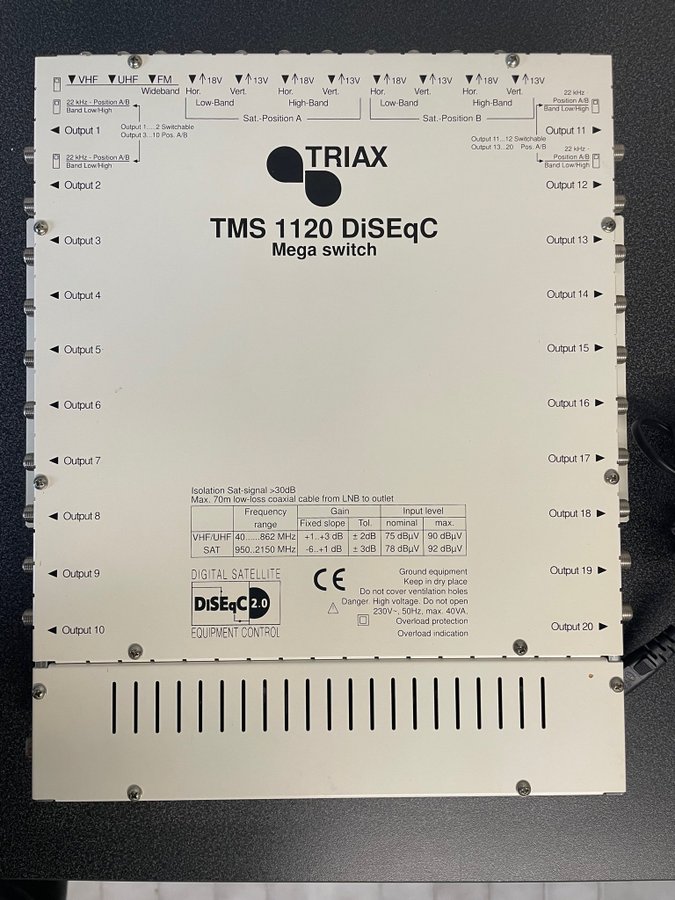 ▼ VHF ▼ UHF ▼ FM ▼ ↑18V ▼ ↑13V ▼ ↑18V ▼ ↑13V ▼ ↑18V ▼ ↑13V ▼ ↑18V ▼ ↑13V
Wideband Hor. Vert. Hor. Vert. Hor. Vert. Hor. Vert.
Low-Band High-Band Low-Band High-Band
Sat.-Position A Sat.-Position B
22 kHz - Position A/B
Band Low/High
22 kHz -
Position A/B
Band Low/High
◄ Output 1
Output 1.....2 Switchable
Output 3...10 Pos. A/B
Output 11...12 Switchable
Output 13...20 Pos. A/B
Output 11 ►
22 kHz - Position A/B
Band Low/High
22 kHz -
Position A/B
Band Low/High
TRIAX
◄ Output 2
Output 12 ►
TMS 1120 DiSEqC
Mega switch
◄ Output 3
Output 13 ►
◄ Output 4
Output 14 ►
◄ Output 5
Output 15 ►
◄ Output 6
Output 16 ►
◄ Output 7
Output 17 ►
◄ Output 8
Output 18 ►
◄ Output 9
Output 19 ►
◄ Output 10
Output 20 ►
Isolation Sat-signal >30dB
Max. 70m low-loss coaxial cable from LNB to outlet
Frequency Gain Input level
range Fixed slope Tol. nominal max.
VHF/UHF 40......862 MHz +1..+3 dB ± 2dB 75 dBµV 90 dBµV
SAT 950..2150 MHz -6..+1 dB ± 3dB 78 dBµV 92 dBµV
DIGITAL SATELLITE
DiSEqC 2.0
EQUIPMENT CONTROL
CE
Ground equipment
Keep in dry place
Do not cover ventilation holes
Danger High voltage. Do not open
230V~, 50Hz, max. 40VA.
Overload protection
Overload indication